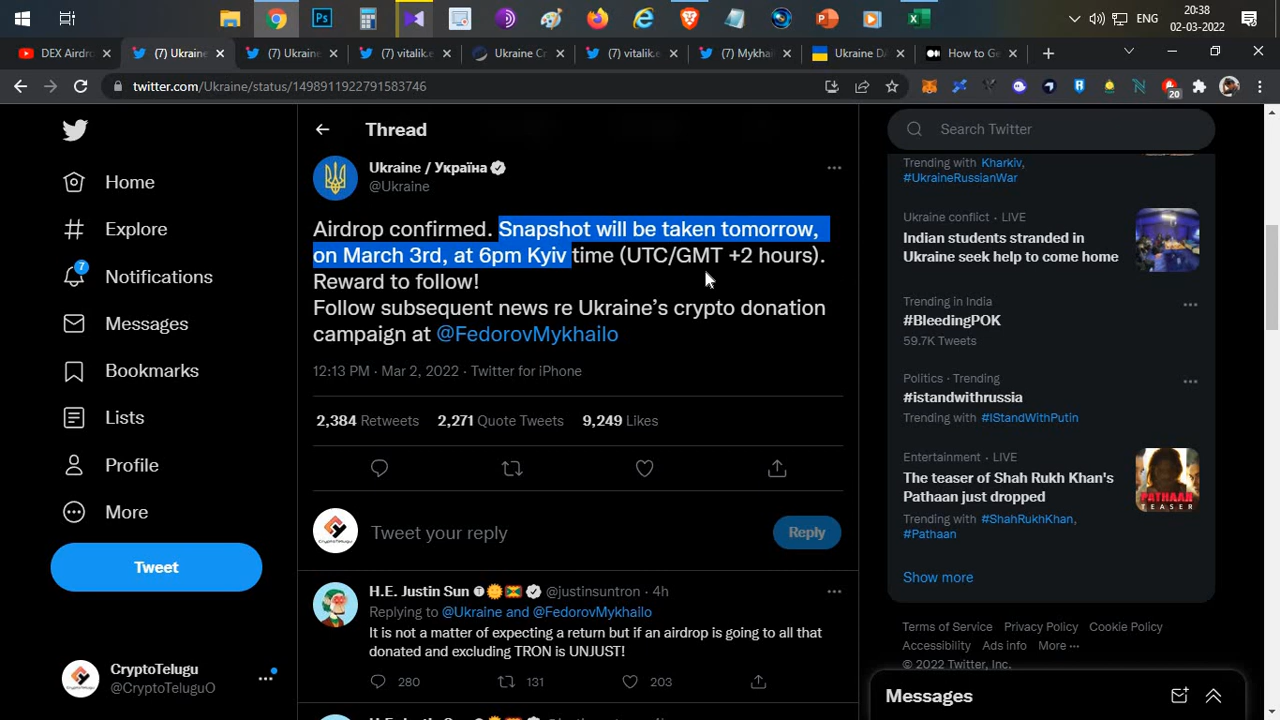 20:38
ENG
02-03-2022
DEX Airdro
(7) Ukraine
(7) Ukraine
vitalik.e
Ukraine Cr
(7) vitalik.e
(7) Mykha
Ukraine DA
How to Ge
twitter.com/Ukraine/status/1498911922791583746
20
Thread
Search Twitter
Home
Explore
7
Notifications
Messages
Bookmarks
Lists
Profile
More
Tweet
CryptoTelugu
@CryptoTeluguO
Ukraine / Україна
@Ukraine
Airdrop confirmed. Snapshot will be taken tomorrow,
on March 3rd, at 6pm Kyiv time (UTC/GMT +2 hours).
Reward to follow!
Follow subsequent news re Ukraine’s crypto donation
campaign at @FedorovMykhailo
12:13 PM · Mar 2, 2022 · Twitter for iPhone
2,384 Retweets 2,271 Quote Tweets 9,249 Likes
Tweet your reply
Reply
H.E. Justin Sun @justinsuntron · 4h
Replying to @Ukraine and @FedorovMykhailo
It is not a matter of expecting a return but if an airdrop is going to all that
donated and excluding TRON is UNJUST!
280 131 203
Trending with Kharkiv,
#UkraineRussianWar
Ukraine conflict · LIVE
Indian students stranded in
Ukraine seek help to come home
Trending in India
#BleedingPOK
59.7K Tweets
Politics · Trending
#istandwithrussia
Trending with #IStandWithPutin
Entertainment · LIVE
The teaser of Shah Rukh Khan's
Pathaan just dropped
PATHAAN
TEASER
Trending with #ShahRukhKhan,
#Pathaan
Show more
Terms of Service Privacy Policy Cookie Policy
Accessibility Ads info More ···
© 2022 Twitter, Inc.
Messages